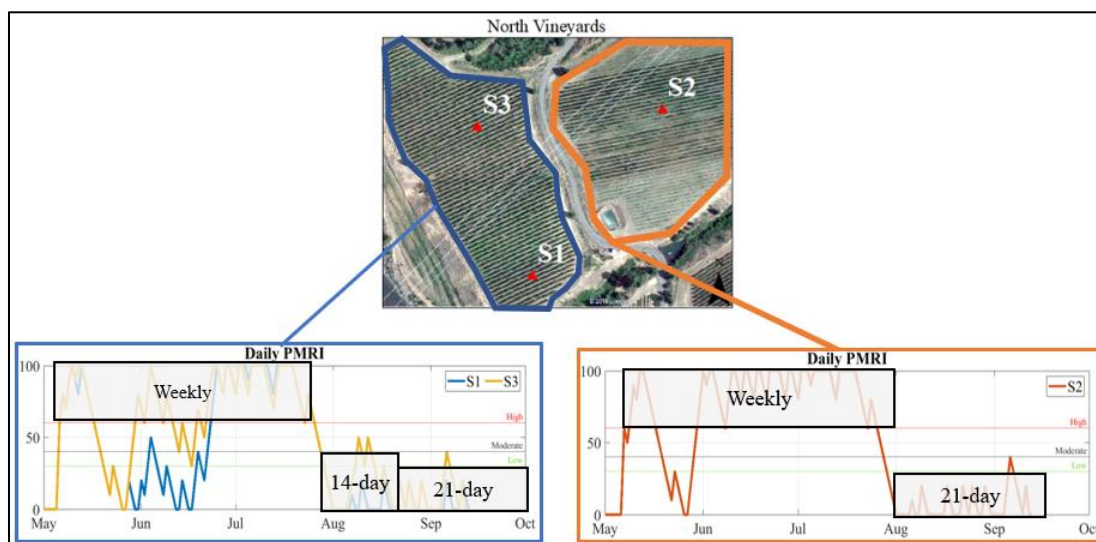 North Vineyards
S3
S2
S1
Daily PMRI
100
50
0
Weekly
S1 S3
High
Moderate
Low
14-day
21-day
May Jun Jul Aug Sep Oct
Daily PMRI
100
50
0
Weekly
S2
High
Moderate
Low
21-day
May Jun Jul Aug Sep Oct